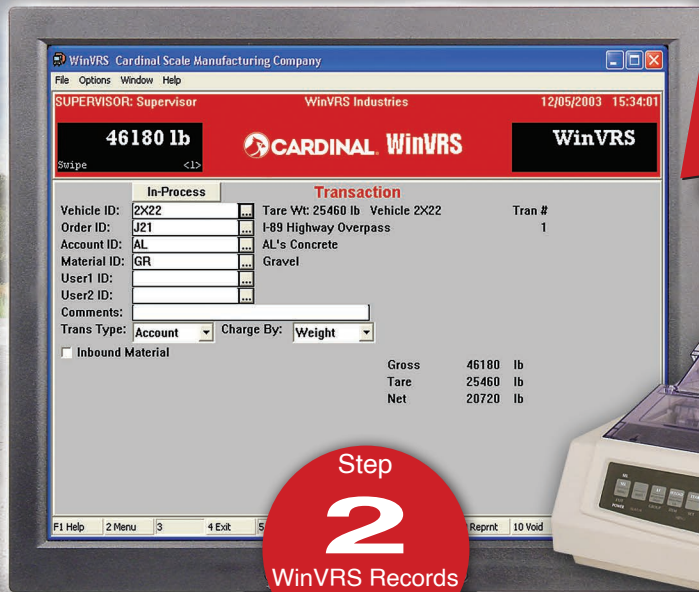 WinVRS Cardinal Scale Manufacturing Company
File Options Window Help
SUPERVISOR: Supervisor WinVRS Industries 12/05/2003 15:34:01
46180 lb
Swipe <1>
CARDINAL. WinVRS
WinVRS
In-Process Transaction
Vehicle ID: 2X22 ... Tare Wt: 25460 lb Vehicle 2X22 Tran #
Order ID: J21 ... I-89 Highway Overpass 1
Account ID: AL ... AL's Concrete
Material ID: GR ... Gravel
User1 ID: ...
User2 ID: ...
Comments:
Trans Type: Account Charge By: Weight
Inbound Material
Gross 46180 lb
Tare 25460 lb
Net 20720 lb
F1 Help 2 Menu 3 4 Exit 5 Reprnt 10 Void
Step
2
WinVRS Records
POWER